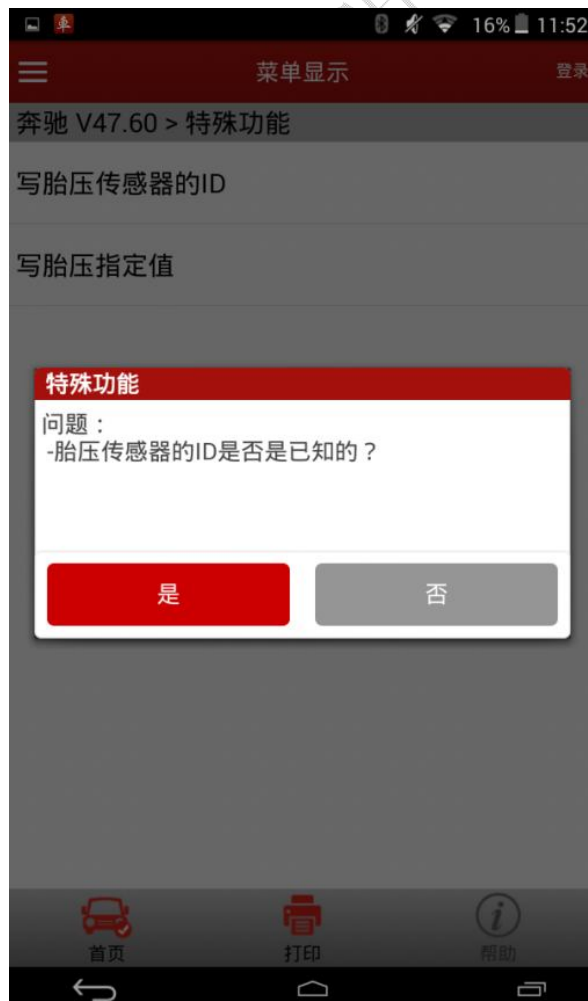 車
16% 11:52
菜单显示
登录
奔驰 V47.60 > 特殊功能
写胎压传感器的ID
写胎压指定值
特殊功能
问题：
-胎压传感器的ID是否是已知的？
是
否
首页
打印
帮助